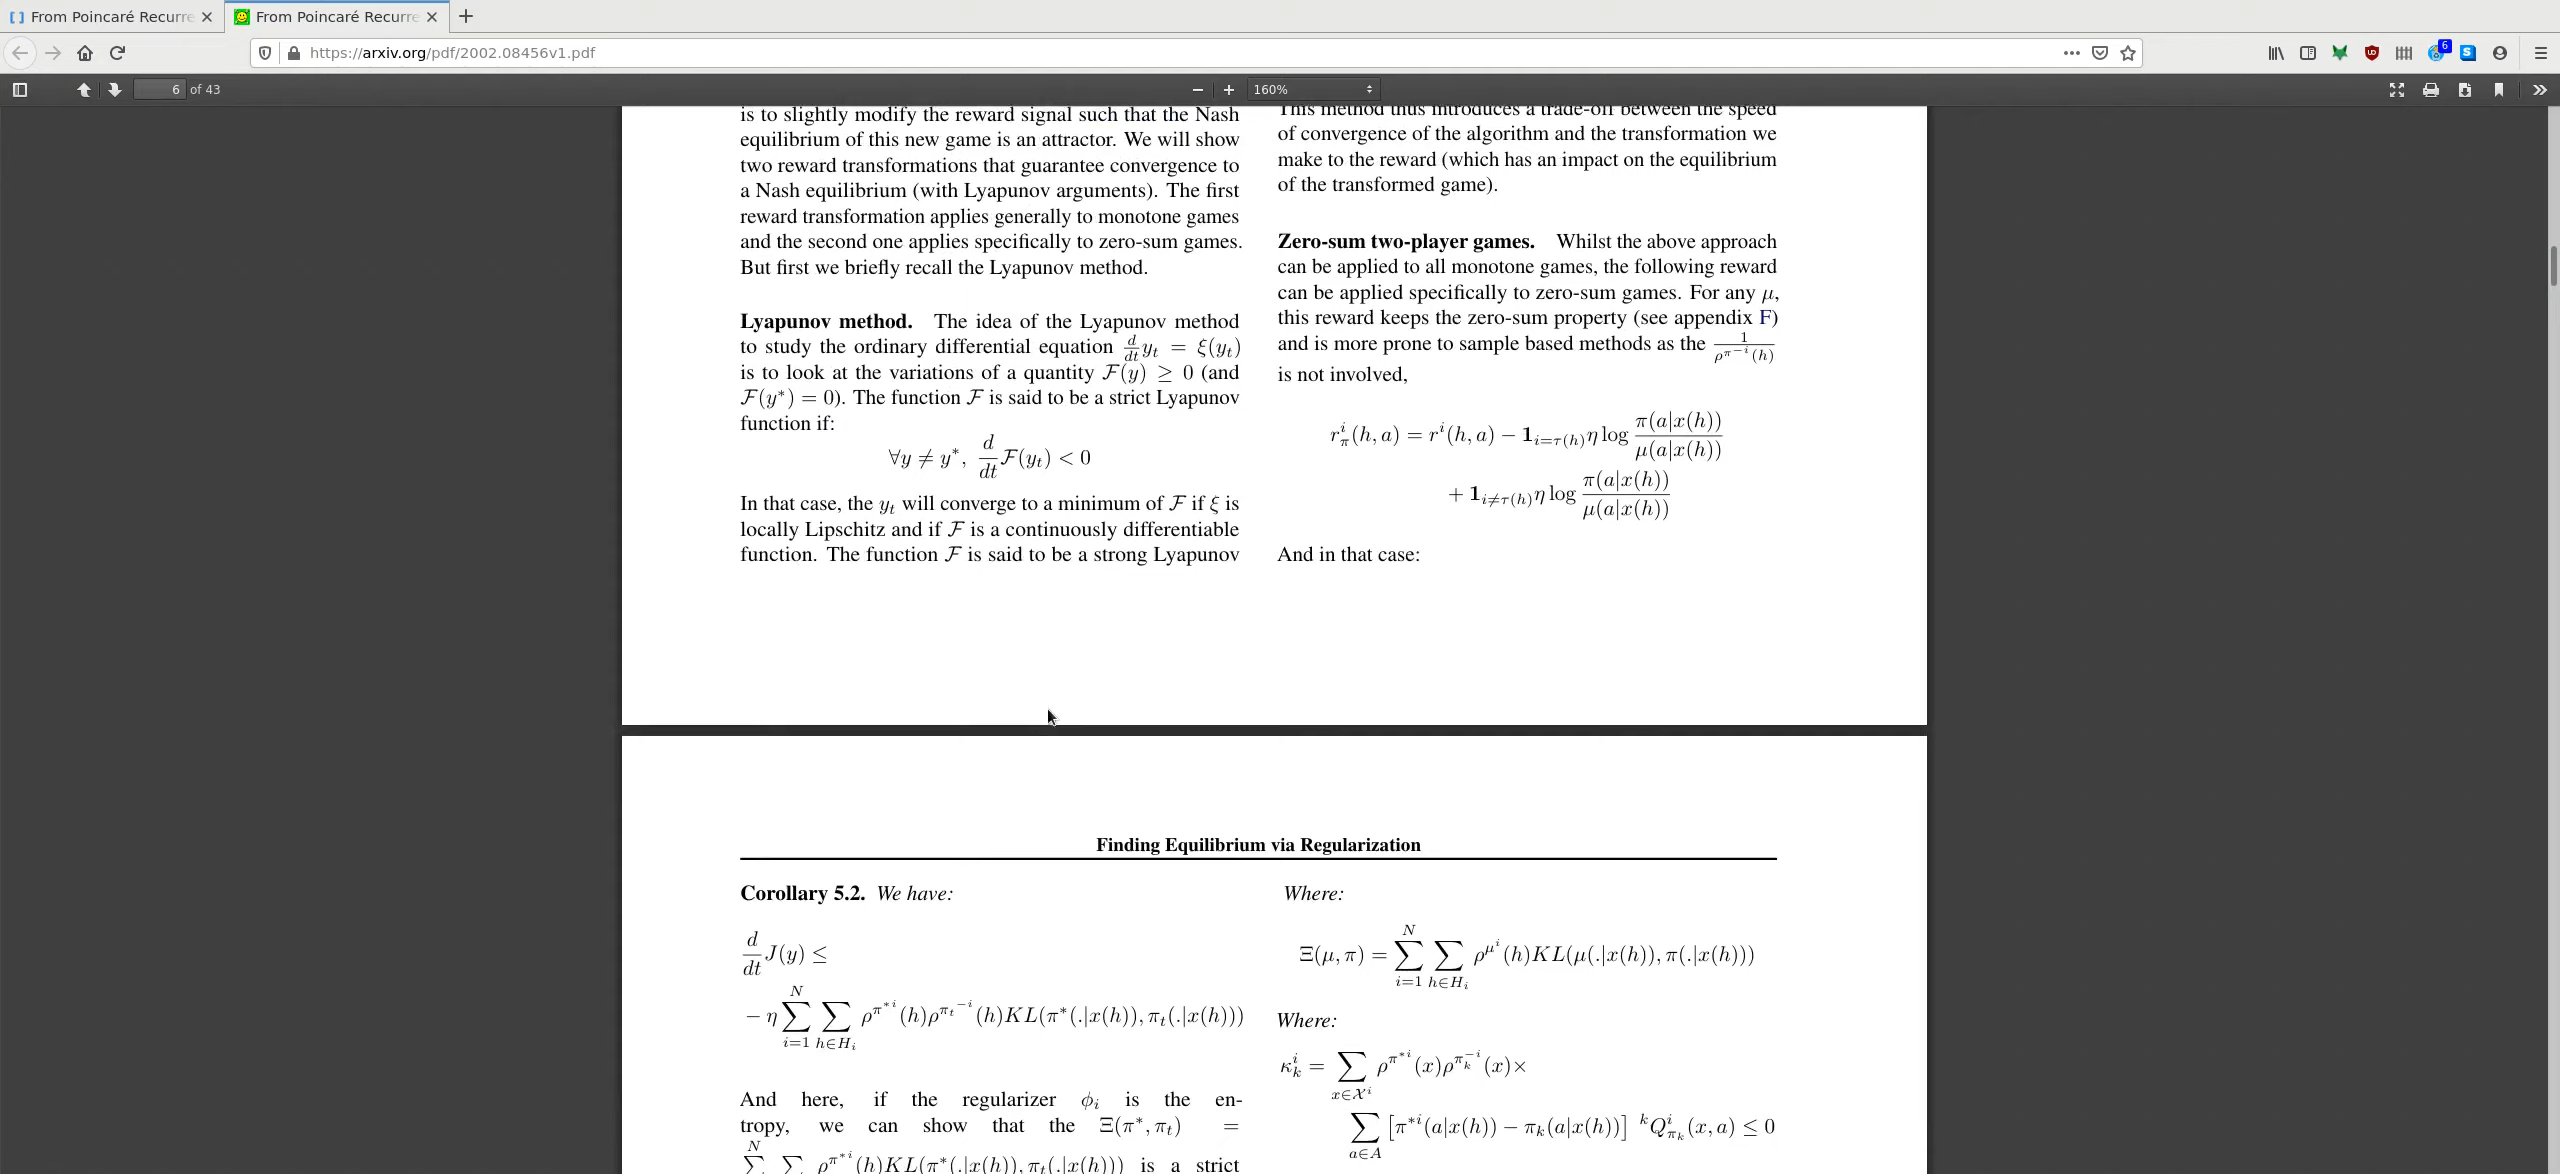 From Poincaré Recurre
From Poincaré Recurre
https://arxiv.org/pdf/2002.08456v1.pdf
6
6 of 43
160%
is to slightly modify the reward signal such that the Nash
equilibrium of this new game is an attractor. We will show
two reward transformations that guarantee convergence to
a Nash equilibrium (with Lyapunov arguments). The first
reward transformation applies generally to monotone games
and the second one applies specifically to zero-sum games.
But first we briefly recall the Lyapunov method.
Lyapunov method. The idea of the Lyapunov method
to study the ordinary differential equation d/dt y_t = ξ(y_t)
is to look at the variations of a quantity ℱ(y) ≥ 0 (and
ℱ(y*) = 0). The function ℱ is said to be a strict Lyapunov
function if:
∀y ≠ y*, d/dt ℱ(y_t) < 0
In that case, the y_t will converge to a minimum of ℱ if ξ is
locally Lipschitz and if ℱ is a continuously differentiable
function. The function ℱ is said to be a strong Lyapunov
This method thus introduces a trade-off between the speed
of convergence of the algorithm and the transformation we
make to the reward (which has an impact on the equilibrium
of the transformed game).
Zero-sum two-player games. Whilst the above approach
can be applied to all monotone games, the following reward
can be applied specifically to zero-sum games. For any μ,
this reward keeps the zero-sum property (see appendix F)
and is more prone to sample based methods as the 1/ρ^{π^{-i}}(h)
is not involved,
r^i_π(h, a) = r^i(h, a) − 1_{i=τ(h)} η log π(a|x(h))/μ(a|x(h))
+ 1_{i≠τ(h)} η log π(a|x(h))/μ(a|x(h))
And in that case:
Finding Equilibrium via Regularization
Corollary 5.2. We have:
d/dt J(y) ≤
− η ∑_{i=1}^N ∑_{h∈H_i} ρ^{π^{*i}}(h)ρ^{π_t^{-i}}(h)KL(π*(.|x(h)), π_t(.|x(h)))
And here, if the regularizer ϕ_i is the en-
tropy, we can show that the Ξ(π*, π_t) =
∑^N ∑ ρ^{π^{*i}}(h)KL(π*(.|x(h)), π_t(.|x(h))) is a strict
Where:
Ξ(μ, π) = ∑_{i=1}^N ∑_{h∈H_i} ρ^{μ^i}(h)KL(μ(.|x(h)), π(.|x(h)))
Where:
κ^i_k = ∑_{x∈𝒳^i} ρ^{π^{*i}}(x)ρ^{π_k^{-i}}(x)×
∑_{a∈A} [π^{*i}(a|x(h)) − π_k(a|x(h))] ^kQ^i_{π_k}(x, a) ≤ 0